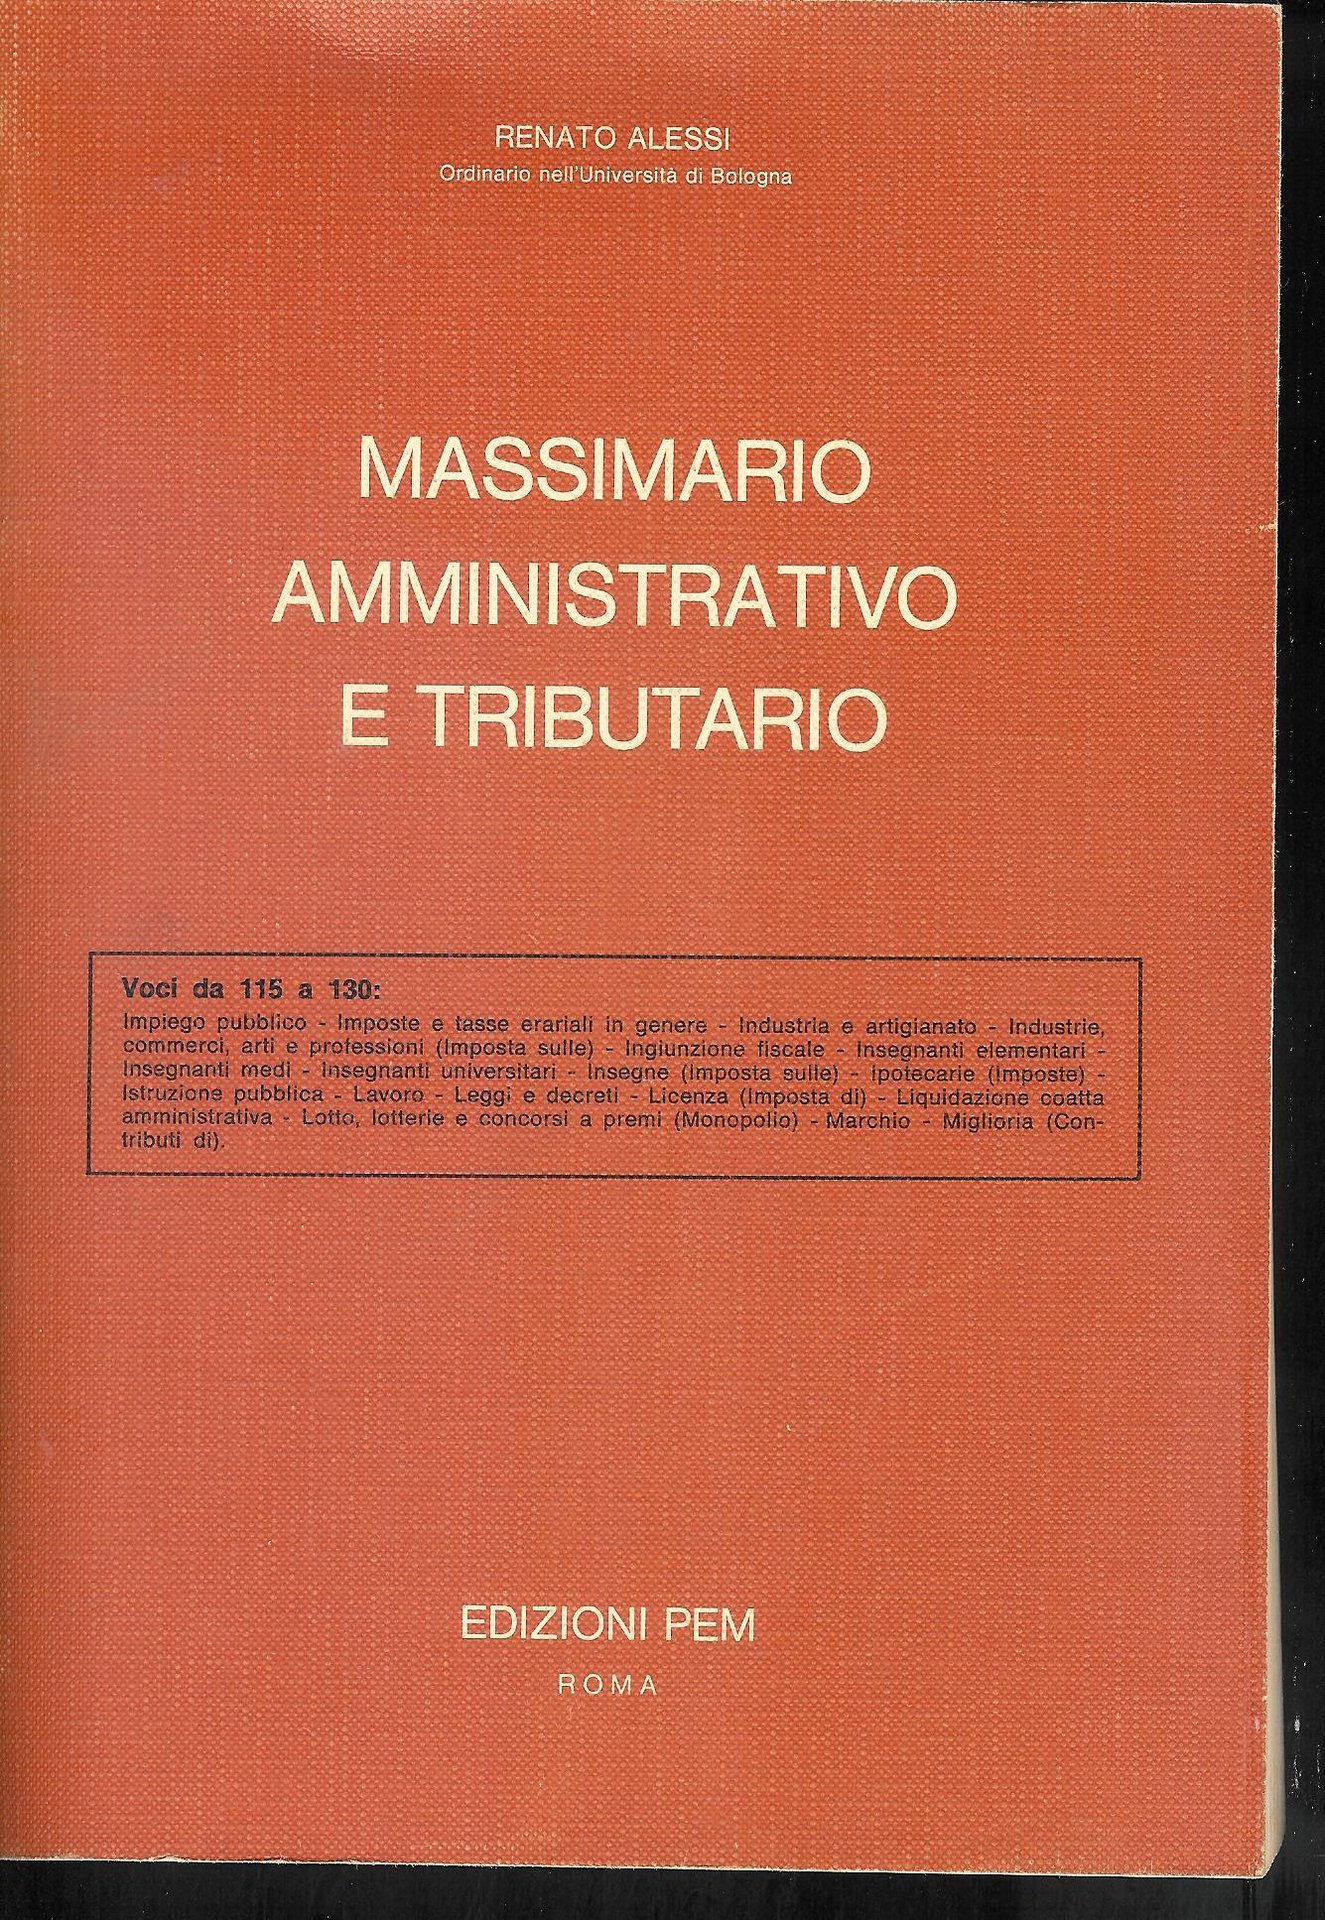 RENATO ALESSI
Ordinario nell'Università di Bologna
MASSIMARIO
AMMINISTRATIVO
E TRIBUTARIO
Voci da 115 a 130:
Impiego pubblico - Imposte e tasse erariali in genere - Industria e artigianato - Industrie,
commerci, arti e professioni (Imposta sulle) - Ingiunzione fiscale - Insegnanti elementari -
Insegnanti medi - Insegnanti universitari - Insegne (Imposta sulle) - Ipotecarie (Imposte) -
Istruzione pubblica - Lavoro - Leggi e decreti - Licenza (Imposta di) - Liquidazione coatta
amministrativa - Lotto, lotterie e concorsi a premi (Monopolio) - Marchio - Miglioria (Con-
tributi di).
EDIZIONI PEM
ROMA